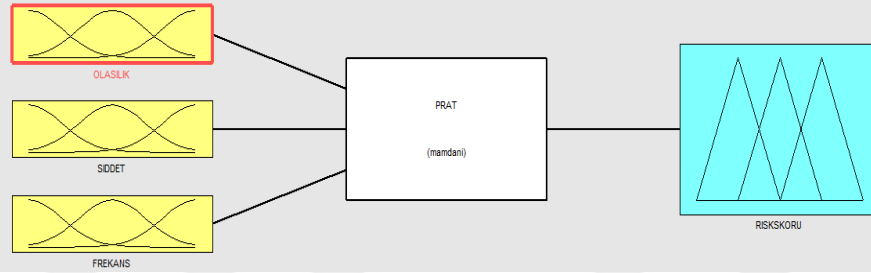 OLASILIK
SIDDET
FREKANS
PRAT
(mamdani)
RISKSKORU